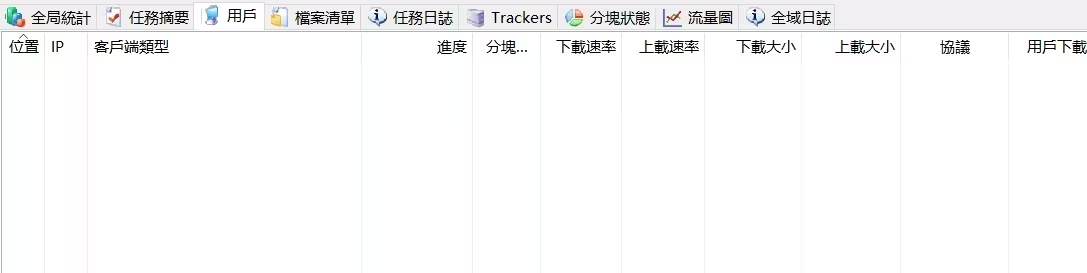 全局統計 任務摘要 用戶 檔案清單 任務日誌 Trackers 分塊狀態 流量圖 全域日誌
位置 IP 客戶端類型 進度 分塊... 下載速率 上載速率 下載大小 上載大小 協議 用戶下載